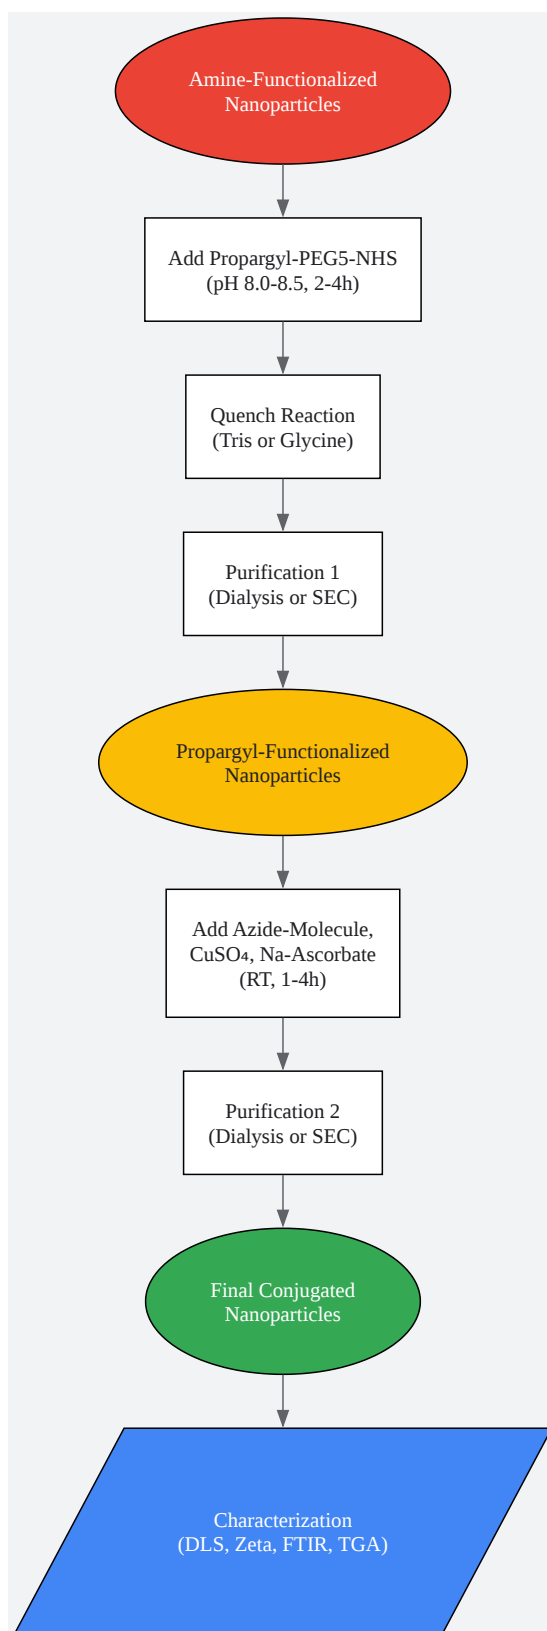 Amine-Functionalized
Nanoparticles
Add Propargyl-PEG5-NHS
(pH 8.0-8.5, 2-4h)
Quench Reaction
(Tris or Glycine)
Purification 1
(Dialysis or SEC)
Propargyl-Functionalized
Nanoparticles
Add Azide-Molecule,
CuSO₄, Na-Ascorbate
(RT, 1-4h)
Purification 2
(Dialysis or SEC)
Final Conjugated
Nanoparticles
Characterization
(DLS, Zeta, FTIR, TGA)